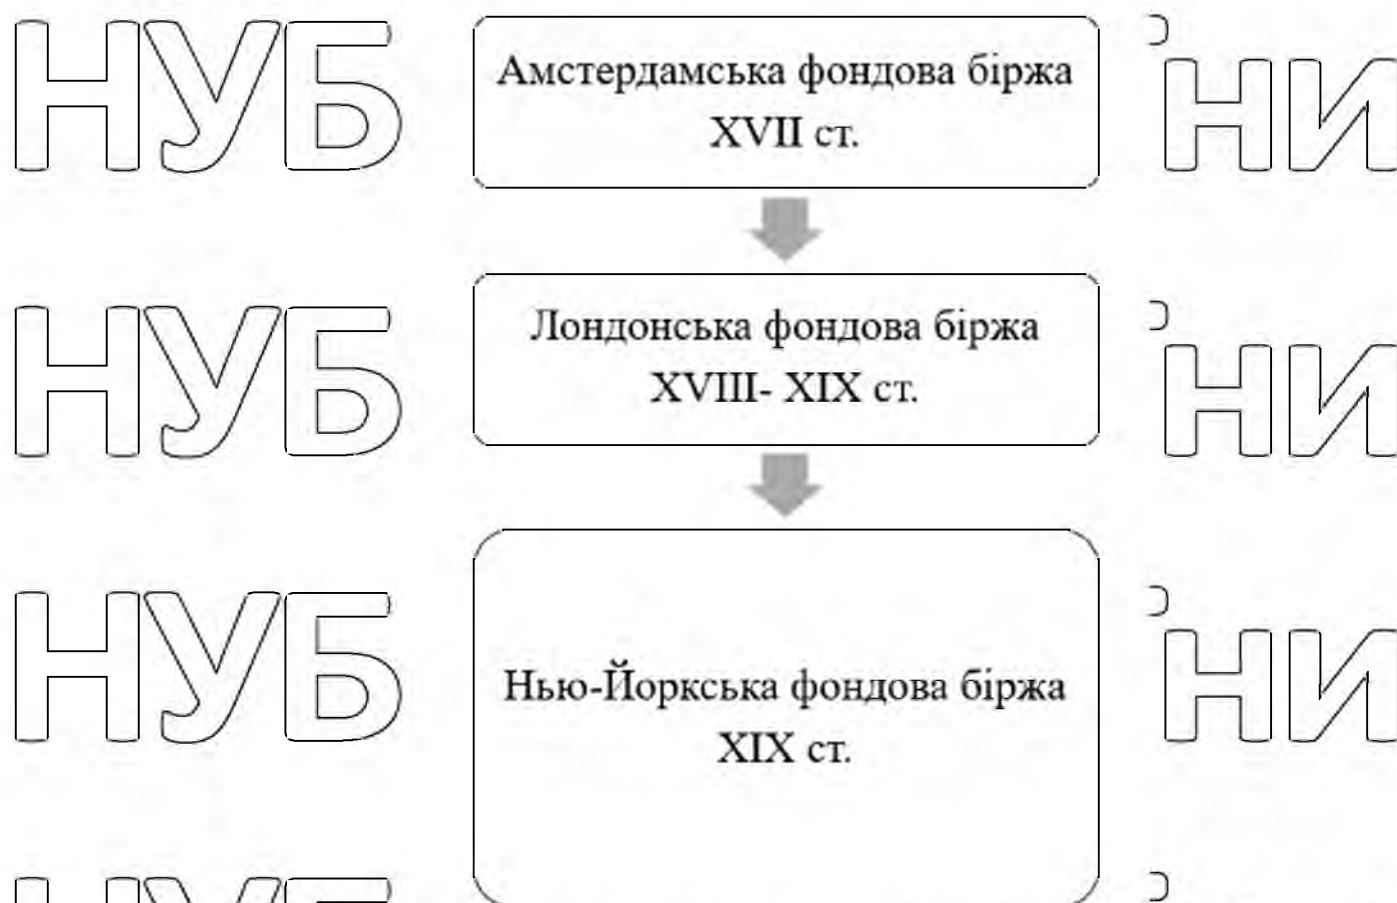 НУБ
Амстердамська фондова біржа
XVII ст.
НИ
НУБ
Лондонська фондова біржа
XVIII- XIX ст.
НИ
НУБ
Нью-Йоркська фондова біржа
XIX ст.
НИ